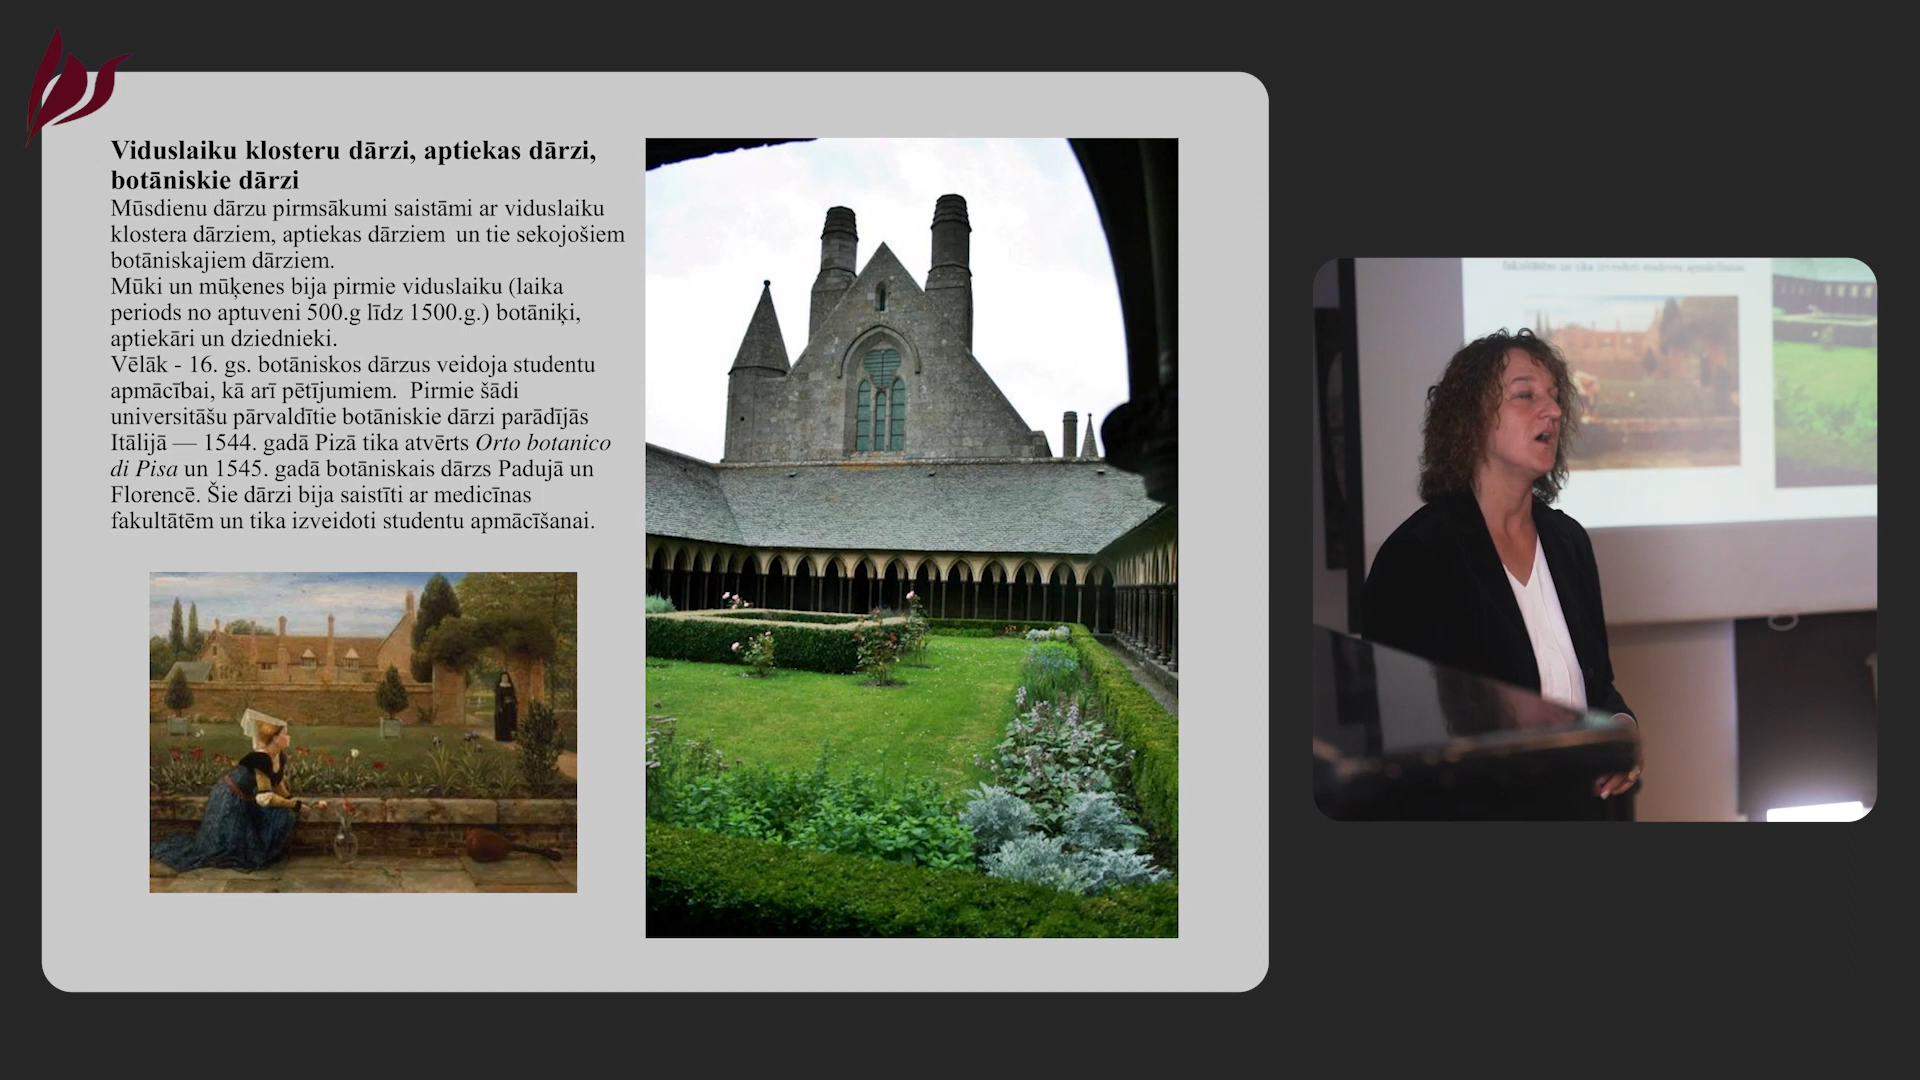 Viduslaiku klosteru dārzi, aptiekas dārzi,
botāniskie dārzi
Mūsdienu dārzu pirmsākumi saistāmi ar viduslaiku
klostera dārziem, aptiekas dārziem un tie sekojošiem
botāniskajiem dārziem.
Mūki un mūķenes bija pirmie viduslaiku (laika
periods no aptuveni 500.g līdz 1500.g.) botāniķi,
aptiekāri un dziednieki.
Vēlāk - 16. gs. botāniskos dārzus veidoja studentu
apmācībai, kā arī pētījumiem. Pirmie šādi
universitāšu pārvaldītie botāniskie dārzi parādījās
Itālijā — 1544. gadā Pizā tika atvērts Orto botanico
di Pisa un 1545. gadā botāniskais dārzs Padujā un
Florencē. Šie dārzi bija saistīti ar medicīnas
fakultātēm un tika izveidoti studentu apmācīšanai.